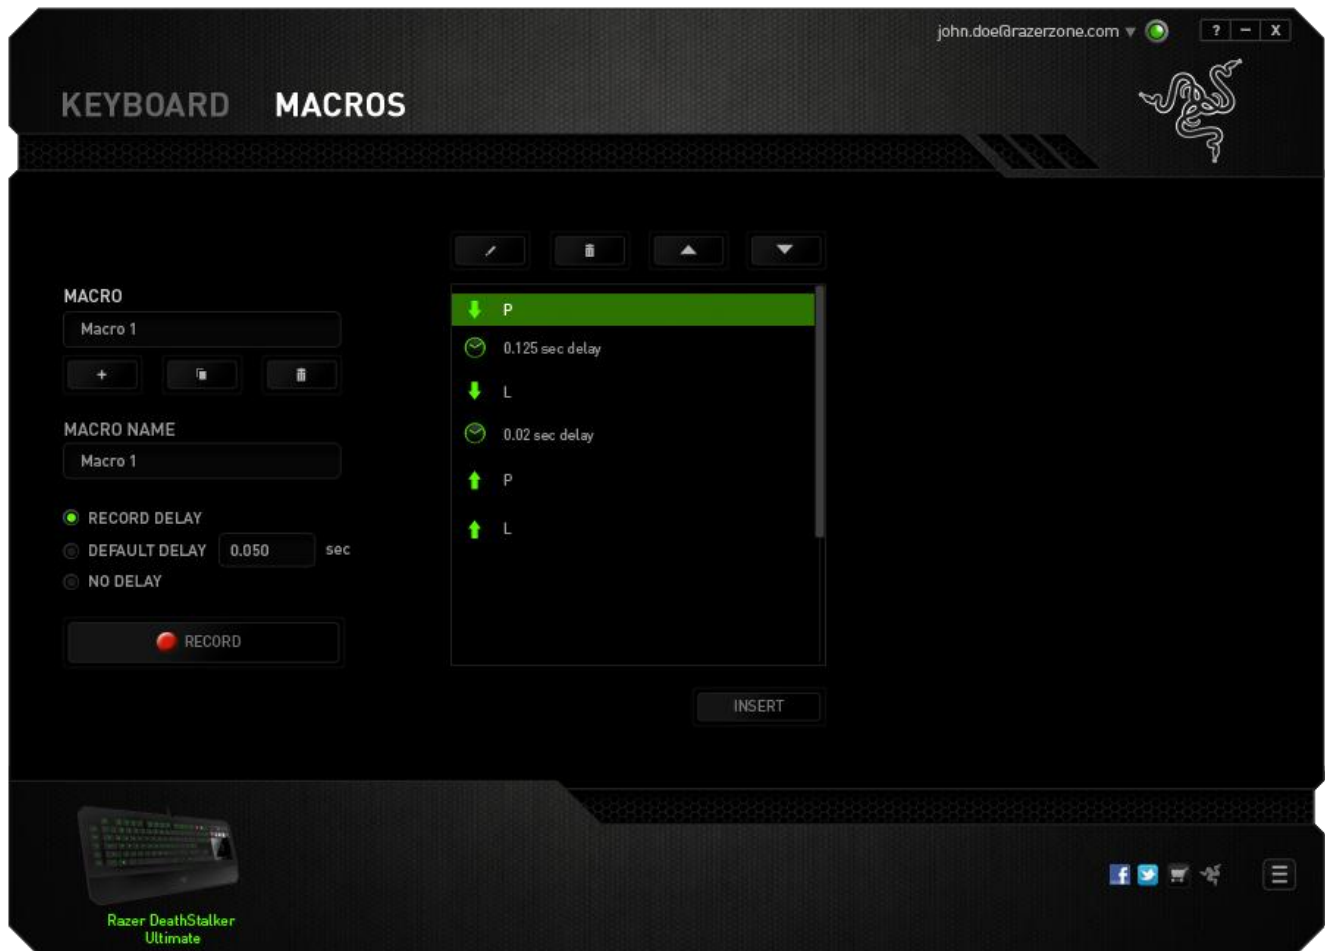 john.doe@razerzone.com
? – X
KEYBOARD MACROS
MACRO
Macro 1
+
MACRO NAME
Macro 1
RECORD DELAY
DEFAULT DELAY 0.050 sec
NO DELAY
RECORD
P
0.125 sec delay
L
0.02 sec delay
P
L
INSERT
Razer DeathStalker
Ultimate